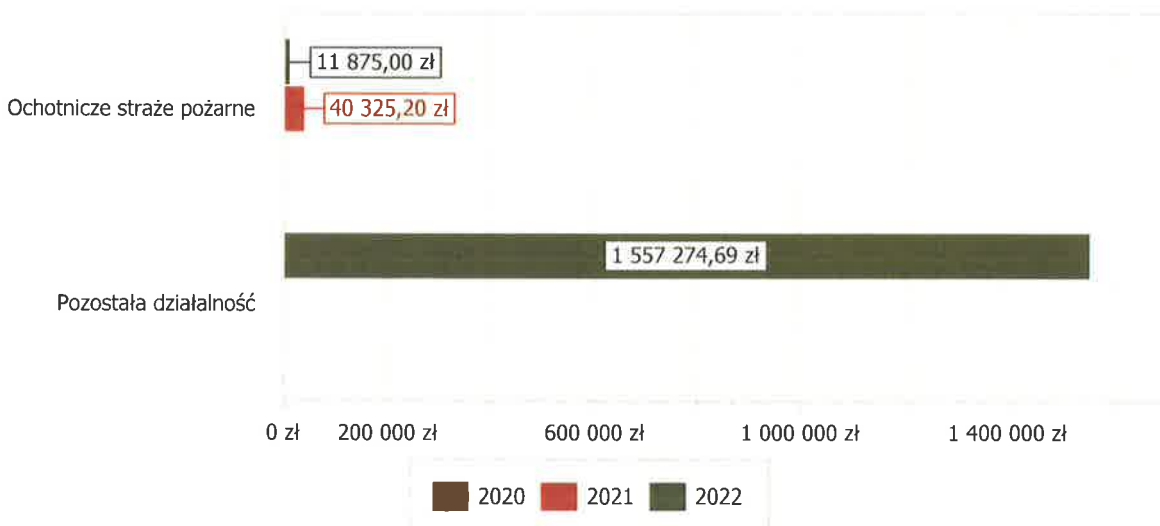 11 875,00 zł
Ochotnicze straże pożarne
40 325,20 zł
1 557 274,69 zł
Pozostała działalność
0 zł 200 000 zł 600 000 zł 1 000 000 zł 1 400 000 zł
2020 2021 2022